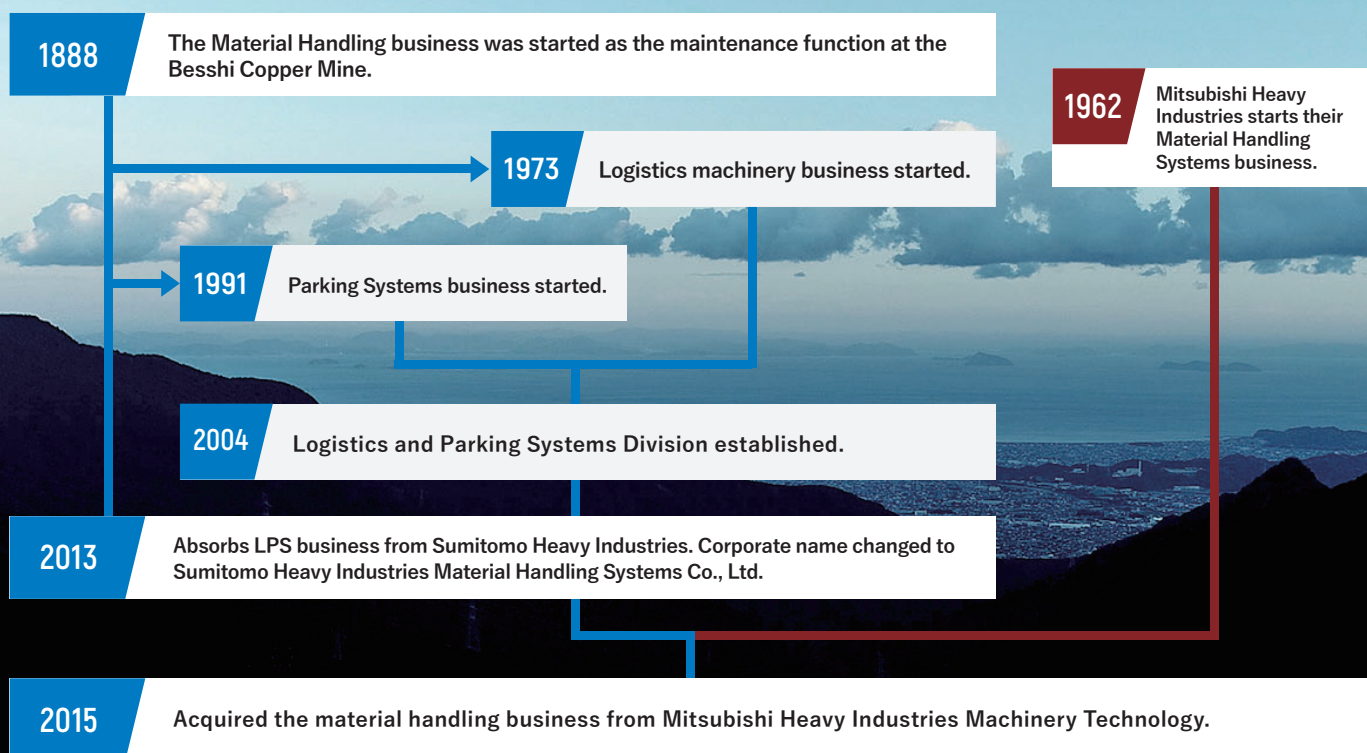 1888
The Material Handling business was started as the maintenance function at the
Besshi Copper Mine.
1962
Mitsubishi Heavy
Industries starts their
Material Handling
Systems business.
1973
Logistics machinery business started.
1991
Parking Systems business started.
2004
Logistics and Parking Systems Division established.
2013
Absorbs LPS business from Sumitomo Heavy Industries. Corporate name changed to
Sumitomo Heavy Industries Material Handling Systems Co., Ltd.
2015
Acquired the material handling business from Mitsubishi Heavy Industries Machinery Technology.